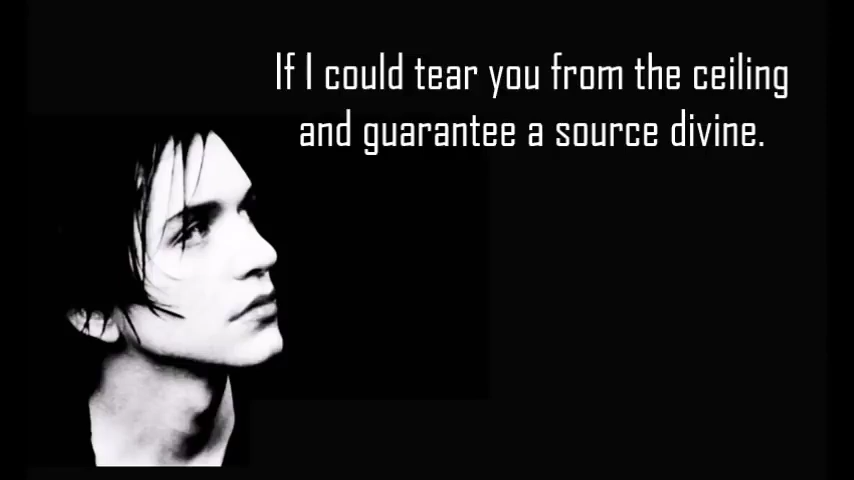 If I could tear you from the ceiling
and guarantee a source divine.